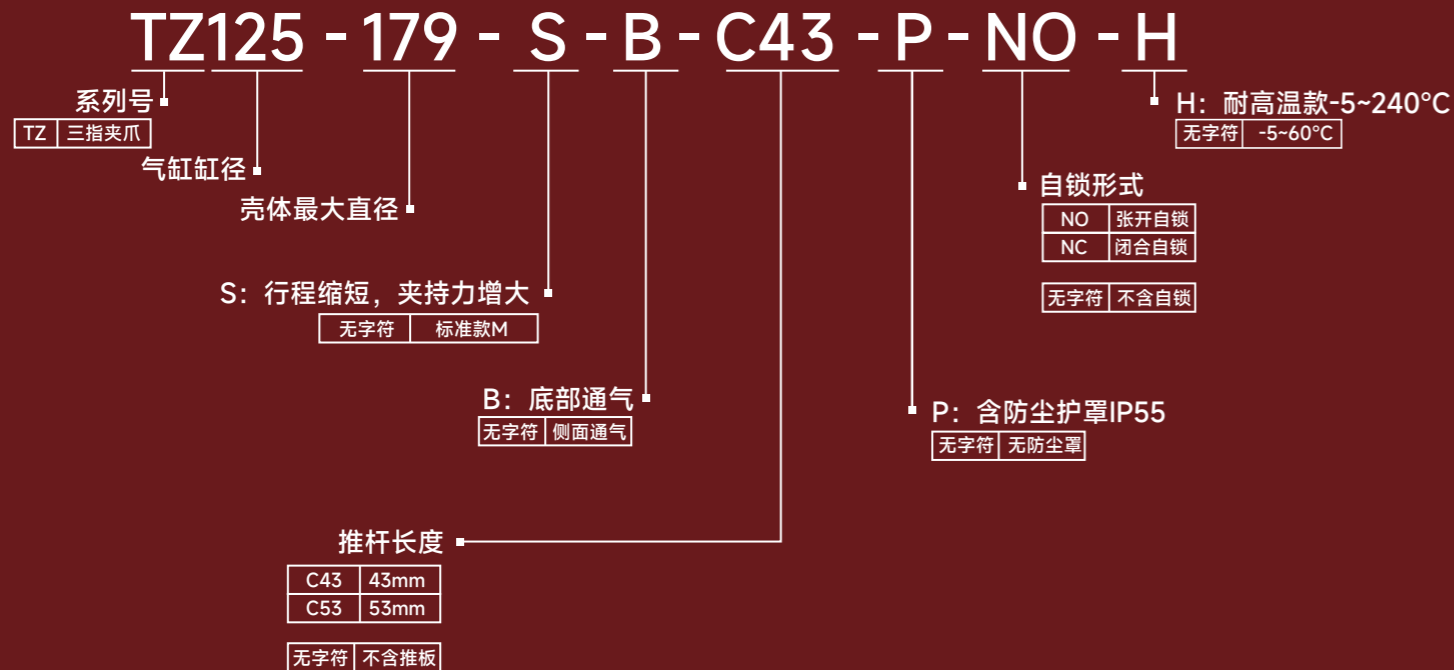 TZ125-179-S-B-C43-P-NO-H
系列号
TZ 三指夹爪
气缸缸径
壳体最大直径
S：行程缩短，夹持力增大
无字符 标准款M
B：底部通气
无字符 侧面通气
推杆长度
C43 43mm
C53 53mm
无字符 不含推板
P：含防尘护罩IP55
无字符 无防尘罩
自锁形式
NO 张开自锁
NC 闭合自锁
无字符 不含自锁
H：耐高温款-5~240°C
无字符 -5~60°C